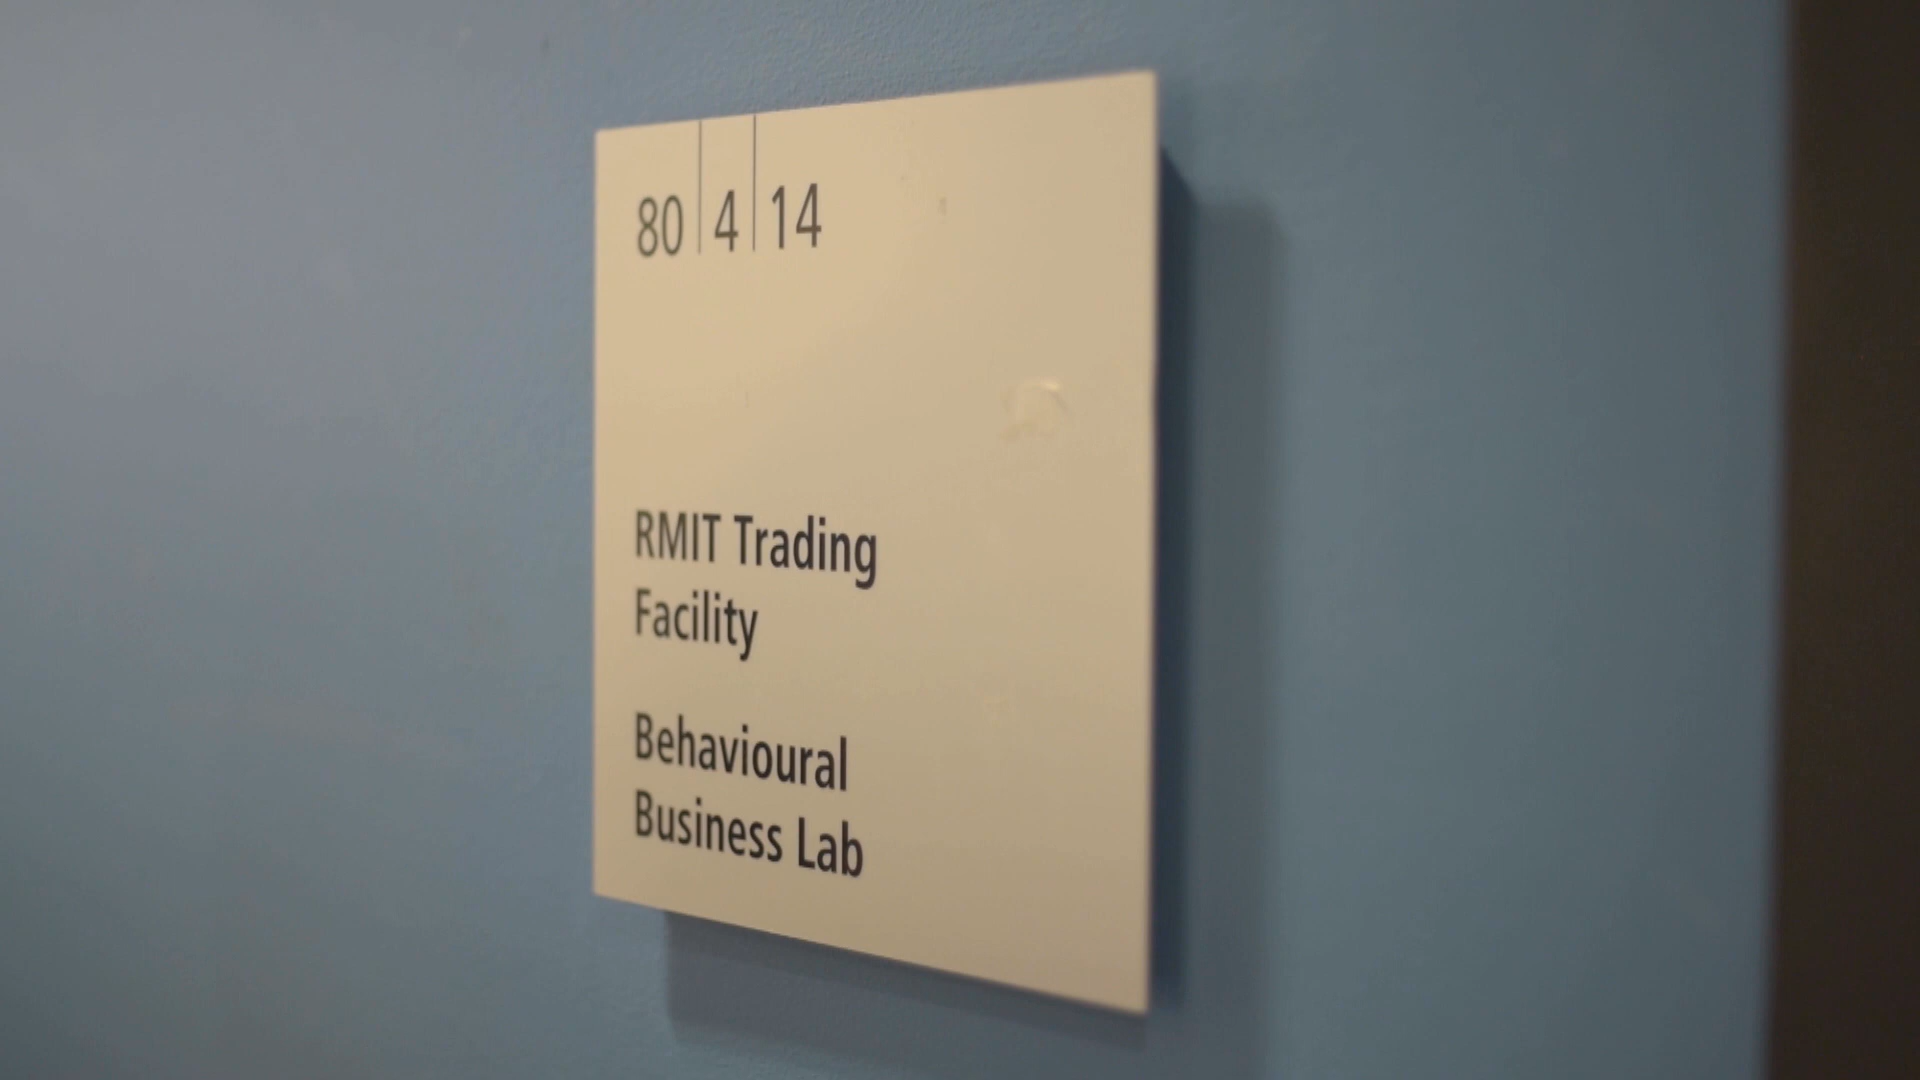 80 4 14
RMIT Trading
Facility
Behavioural
Business Lab